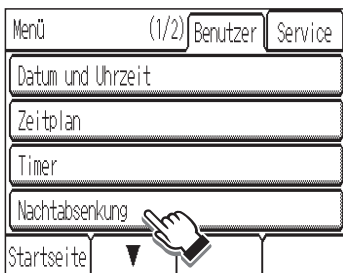 Menü (1/2) Benutzer Service
Datum und Uhrzeit
Zeitplan
Timer
Nachtabsenkung
Startseite ▼